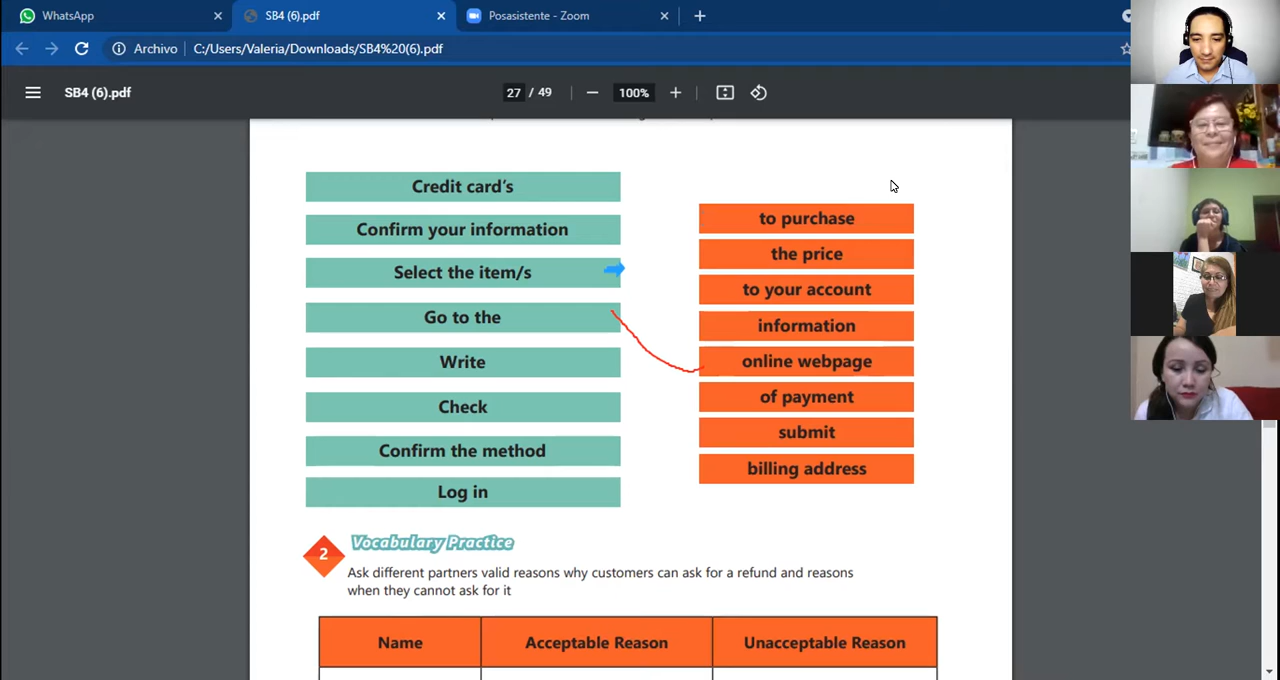 WhatsApp
SB4 (6).pdf
Posasistente - Zoom
Archivo
C:/Users/Valeria/Downloads/SB4%20(6).pdf
SB4 (6).pdf
27 / 49
100%
Credit card's
Confirm your information
Select the item/s
Go to the
Write
Check
Confirm the method
Log in
to purchase
the price
to your account
information
online webpage
of payment
submit
billing address
2
Vocabulary Practice
Ask different partners valid reasons why customers can ask for a refund and reasons
when they cannot ask for it
Name
Acceptable Reason
Unacceptable Reason